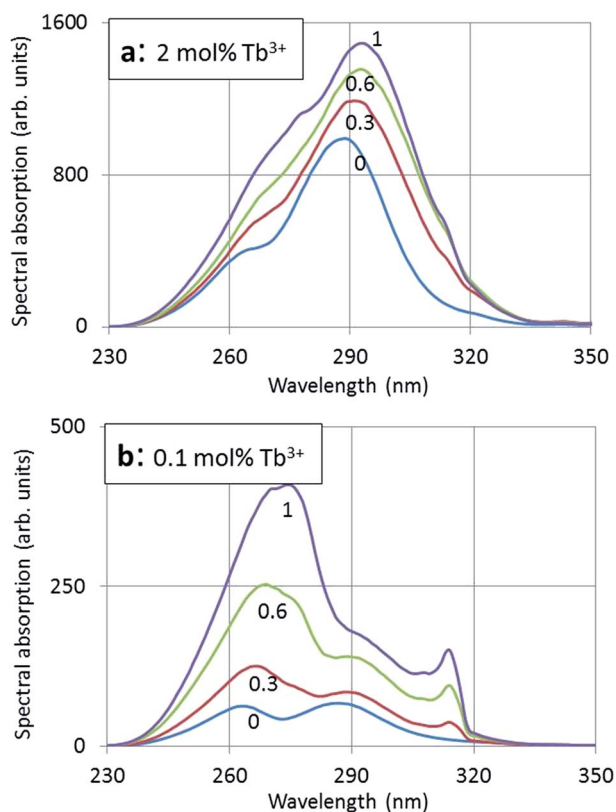 1600
a: 2 mol% Tb³⁺
1
0.6
0.3
0
800
0
230 260 290 320 350
Spectral absorption (arb. units)
Wavelength (nm)
500
b: 0.1 mol% Tb³⁺
1
0.6
0.3
0
250
0
230 260 290 320 350
Spectral absorption (arb. units)
Wavelength (nm)